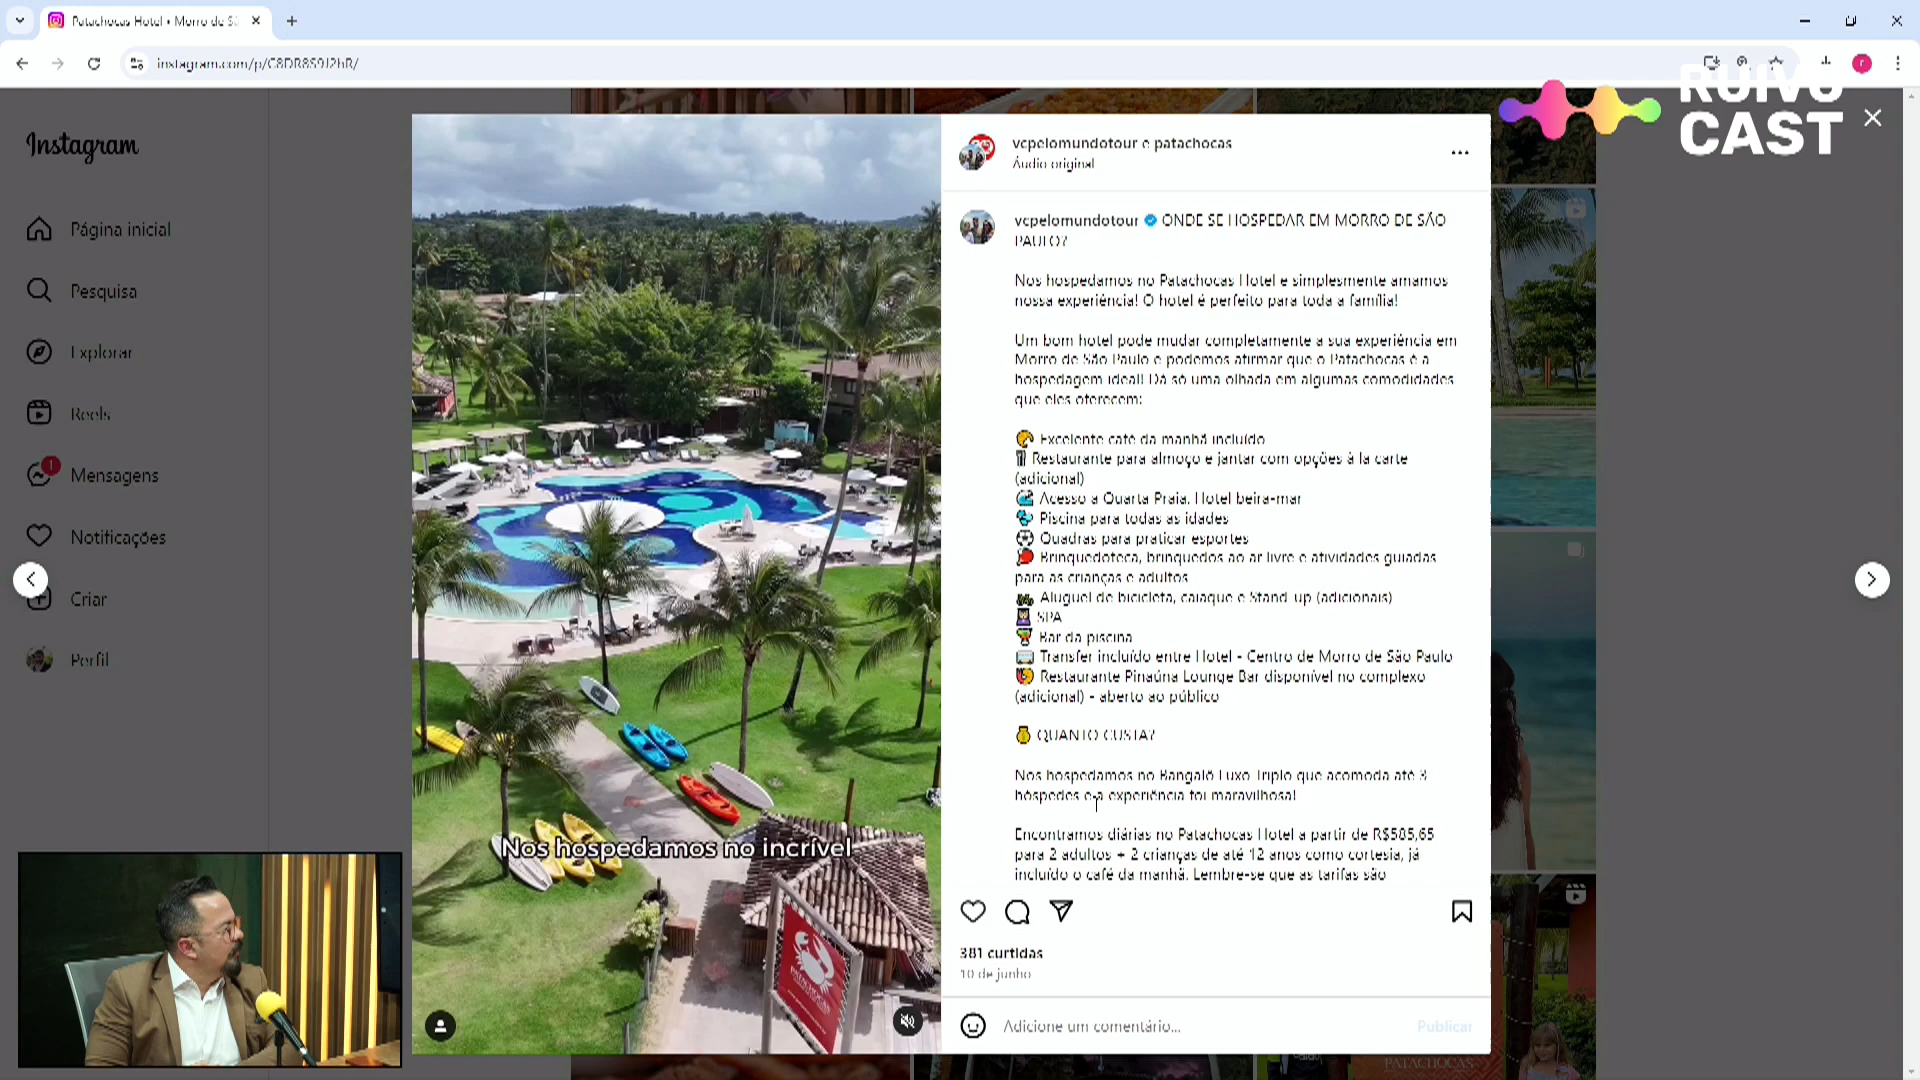 Patachocas Hotel • Morro de Sã
instagram.com/p/C8DR8S9J2hR/
RUIVO
CAST
Instagram
Página inicial
Pesquisa
Explorar
Reels
1
Mensagens
Notificações
Criar
Perfil
Nos hospedamos no incrível
PATACHOCAS
vcpelomundotour e patachocas
Áudio original
vcpelomundotour ONDE SE HOSPEDAR EM MORRO DE SÃO
PAULO?
Nos hospedamos no Patachocas Hotel e simplesmente amamos
nossa experiência! O hotel é perfeito para toda a família!
Um bom hotel pode mudar completamente a sua experiência em
Morro de São Paulo e podemos afirmar que o Patachocas é a
hospedagem ideal! Dá só uma olhada em algumas comodidades
que eles oferecem:
🥐 Excelente café da manhã incluído
🍴 Restaurante para almoço e jantar com opções à la carte
(adicional)
🌊 Acesso a Quarta Praia. Hotel beira-mar
🩴 Piscina para todas as idades
⚽ Quadras para praticar esportes
🏓 Brinquedoteca, brinquedos ao ar livre e atividades guiadas
para as crianças e adultos
🚲 Aluguel de bicicleta, caiaque e Stand-up (adicionais)
💆 SPA
🍹 Bar da piscina
🚌 Transfer incluído entre Hotel - Centro de Morro de São Paulo
Restaurante Pinaúna Lounge Bar disponível no complexo
(adicional) - aberto ao público
💰 QUANTO CUSTA?
Nos hospedamos no Bangalô Luxo Triplo que acomoda até 3
hóspedes e a experiência foi maravilhosa!
Encontramos diárias no Patachocas Hotel a partir de R$585,65
para 2 adultos + 2 crianças de até 12 anos como cortesia, já
incluído o café da manhã. Lembre-se que as tarifas são
381 curtidas
10 de junho
Adicione um comentário...
Publicar
PATACHOCAS